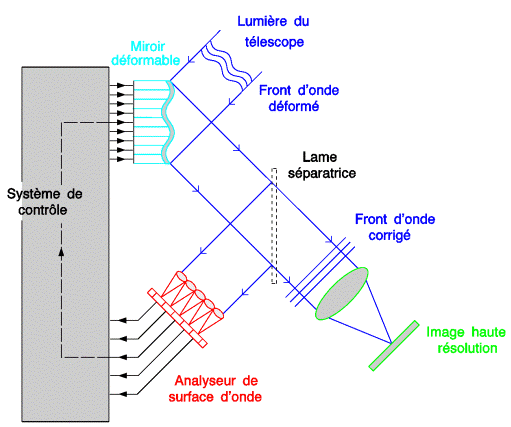 Lumière du
télescope
Miroir
déformable
Front d'onde
déformé
Lame
séparatrice
Système de
contrôle
Front d'onde
corrigé
Image haute
résolution
Analyseur de
surface d'onde